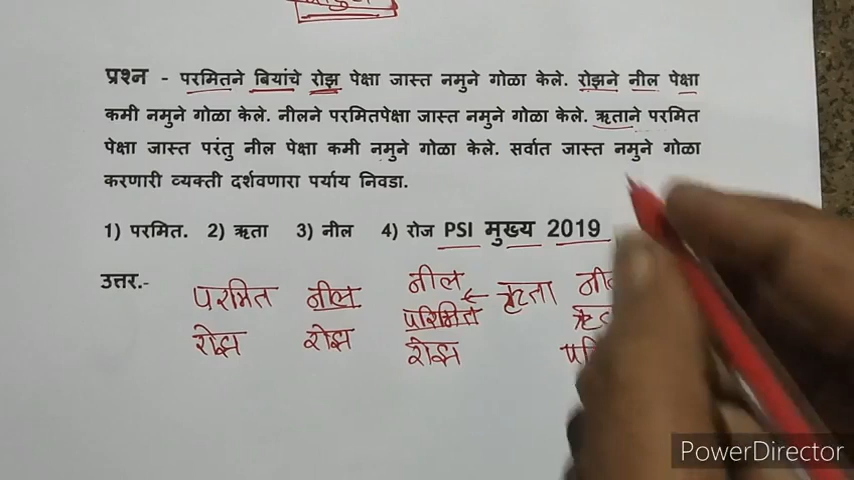 प्रश्न - परमितने बियांचे रोझ पेक्षा जास्त नमुने गोळा केले. रोझने नील पेक्षा
कमी नमुने गोळा केले. नीलने परमितपेक्षा जास्त नमुने गोळा केले. ऋताने परमित
पेक्षा जास्त परंतु नील पेक्षा कमी नमुने गोळा केले. सर्वात जास्त नमुने गोळा
करणारी व्यक्ती दर्शवणारा पर्याय निवडा.
1) परमित. 2) ऋता 3) नील 4) रोज PSI मुख्य 2019
उत्तर.- परमित नील नील ← ऋता
रोझ रोझ परिमित
रोझ
PowerDirector